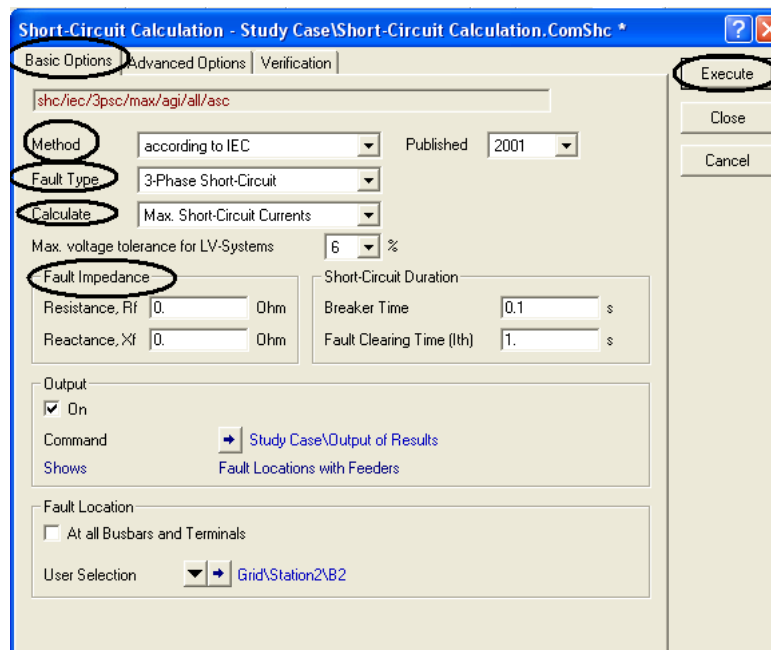 Short-Circuit Calculation - Study Case\Short-Circuit Calculation.ComShc *
Basic Options Advanced Options Verification
Execute
Close
Cancel
shc/iec/3psc/max/agi/all/asc
Method according to IEC Published 2001
Fault Type 3-Phase Short-Circuit
Calculate Max. Short-Circuit Currents
Max. voltage tolerance for LV-Systems 6 %
Fault Impedance
Resistance, Rf 0. Ohm
Reactance, Xf 0. Ohm
Short-Circuit Duration
Breaker Time 0.1 s
Fault Clearing Time (Ith) 1. s
Output
On
Command Study Case\Output of Results
Shows Fault Locations with Feeders
Fault Location
At all Busbars and Terminals
User Selection Grid\Station2\B2